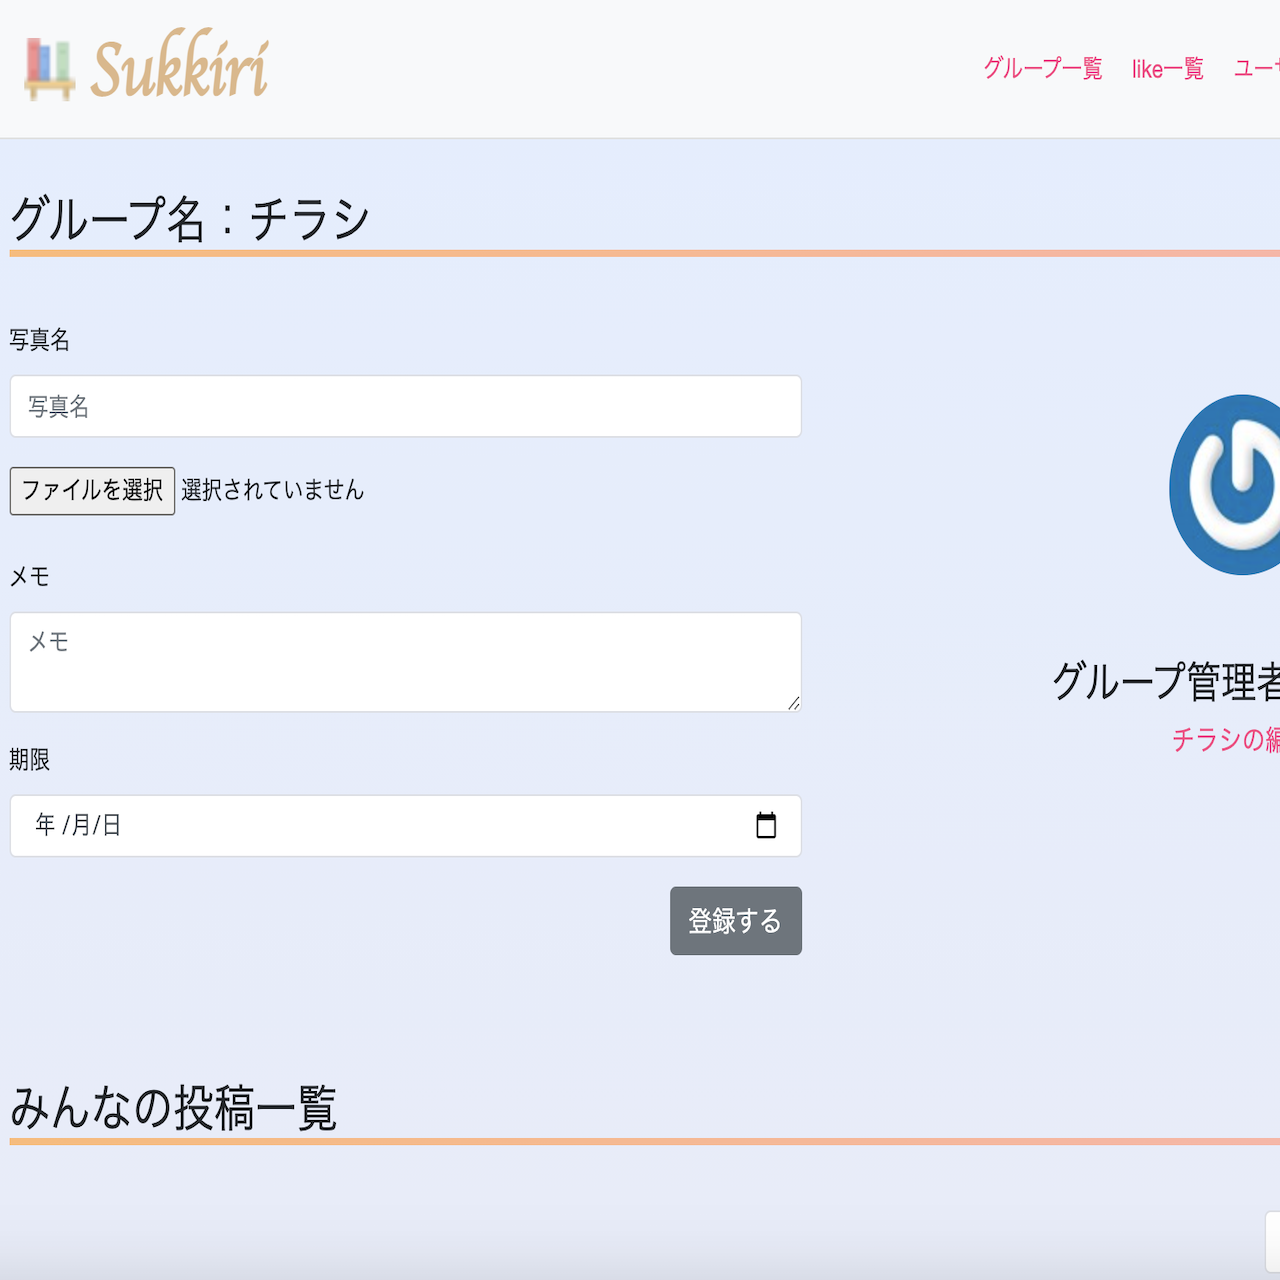 Sukkiri
グループ一覧 like一覧 ユー
グループ名：チラシ
写真名
写真名
ファイルを選択 選択されていません
メモ
メモ
グループ管理者
チラシの編
期限
年 /月/日
登録する
みんなの投稿一覧